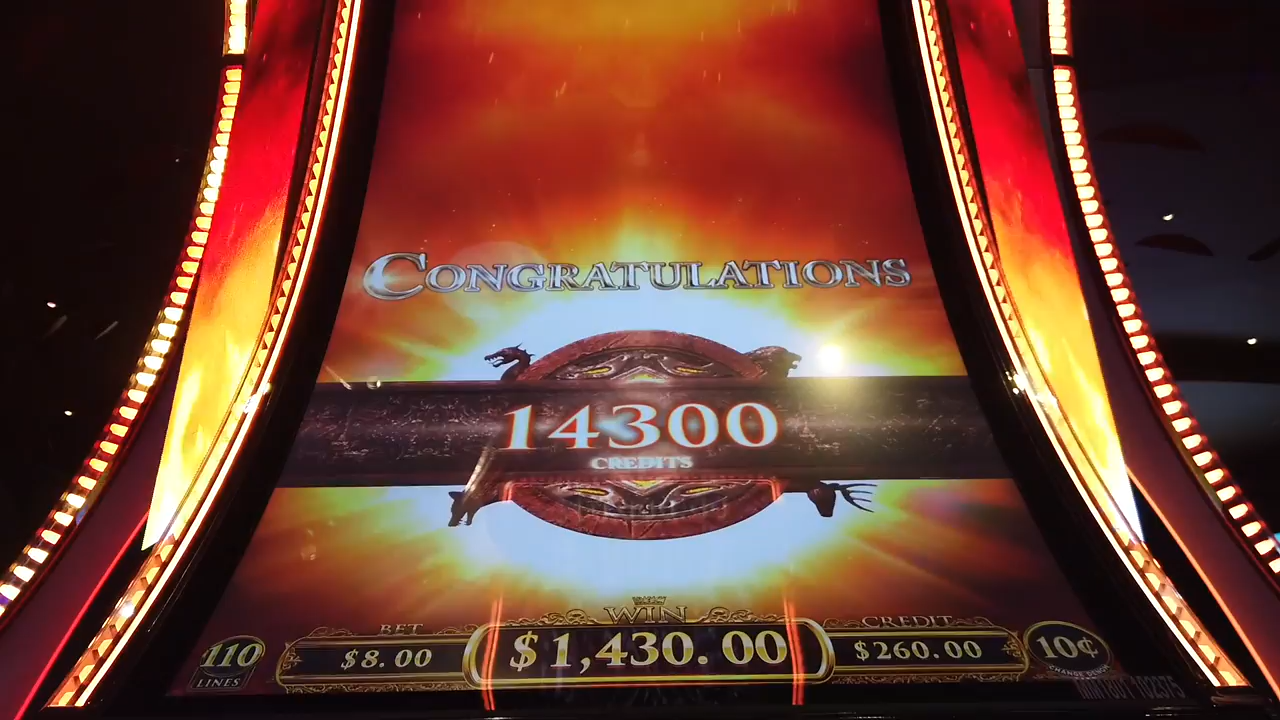 CONGRATULATIONS
14300
CREDITS
WIN
BET
CREDIT
110
LINES
$8.00
$1,430.00
$260.00
10¢